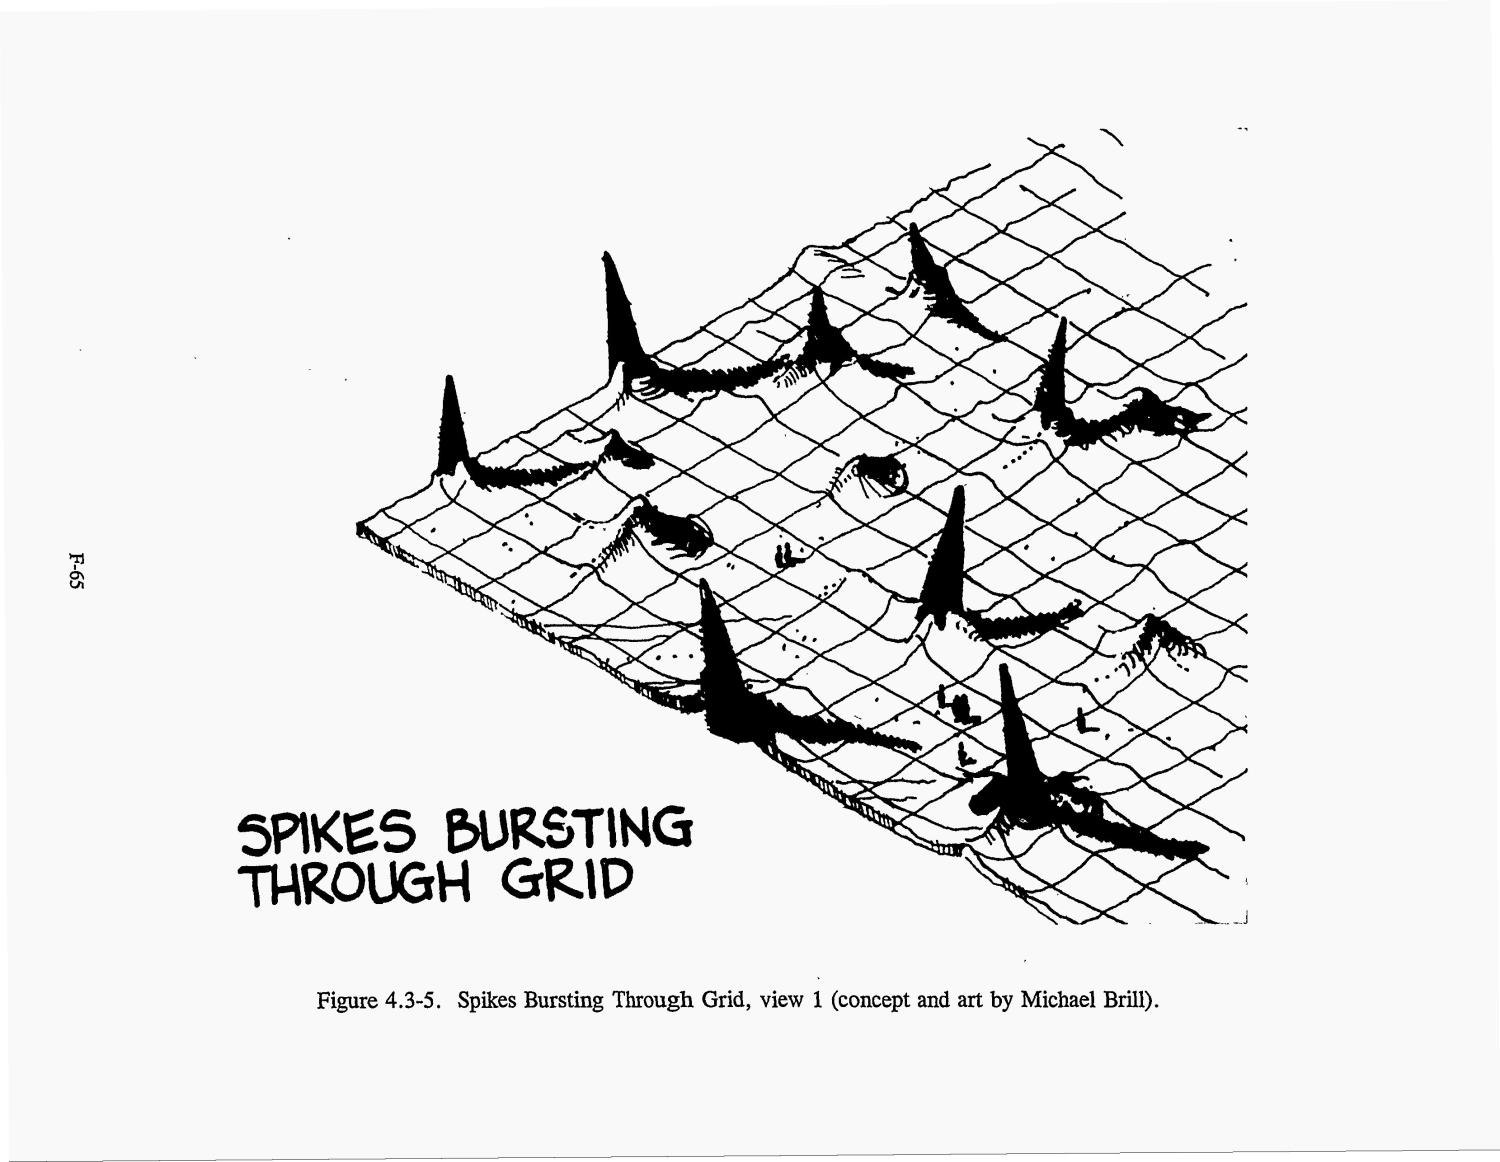 SPIKES BURSTING
THROUGH GRID
Figure 4.3-5. Spikes Bursting Through Grid, view 1 (concept and art by Michael Brill).
F-65